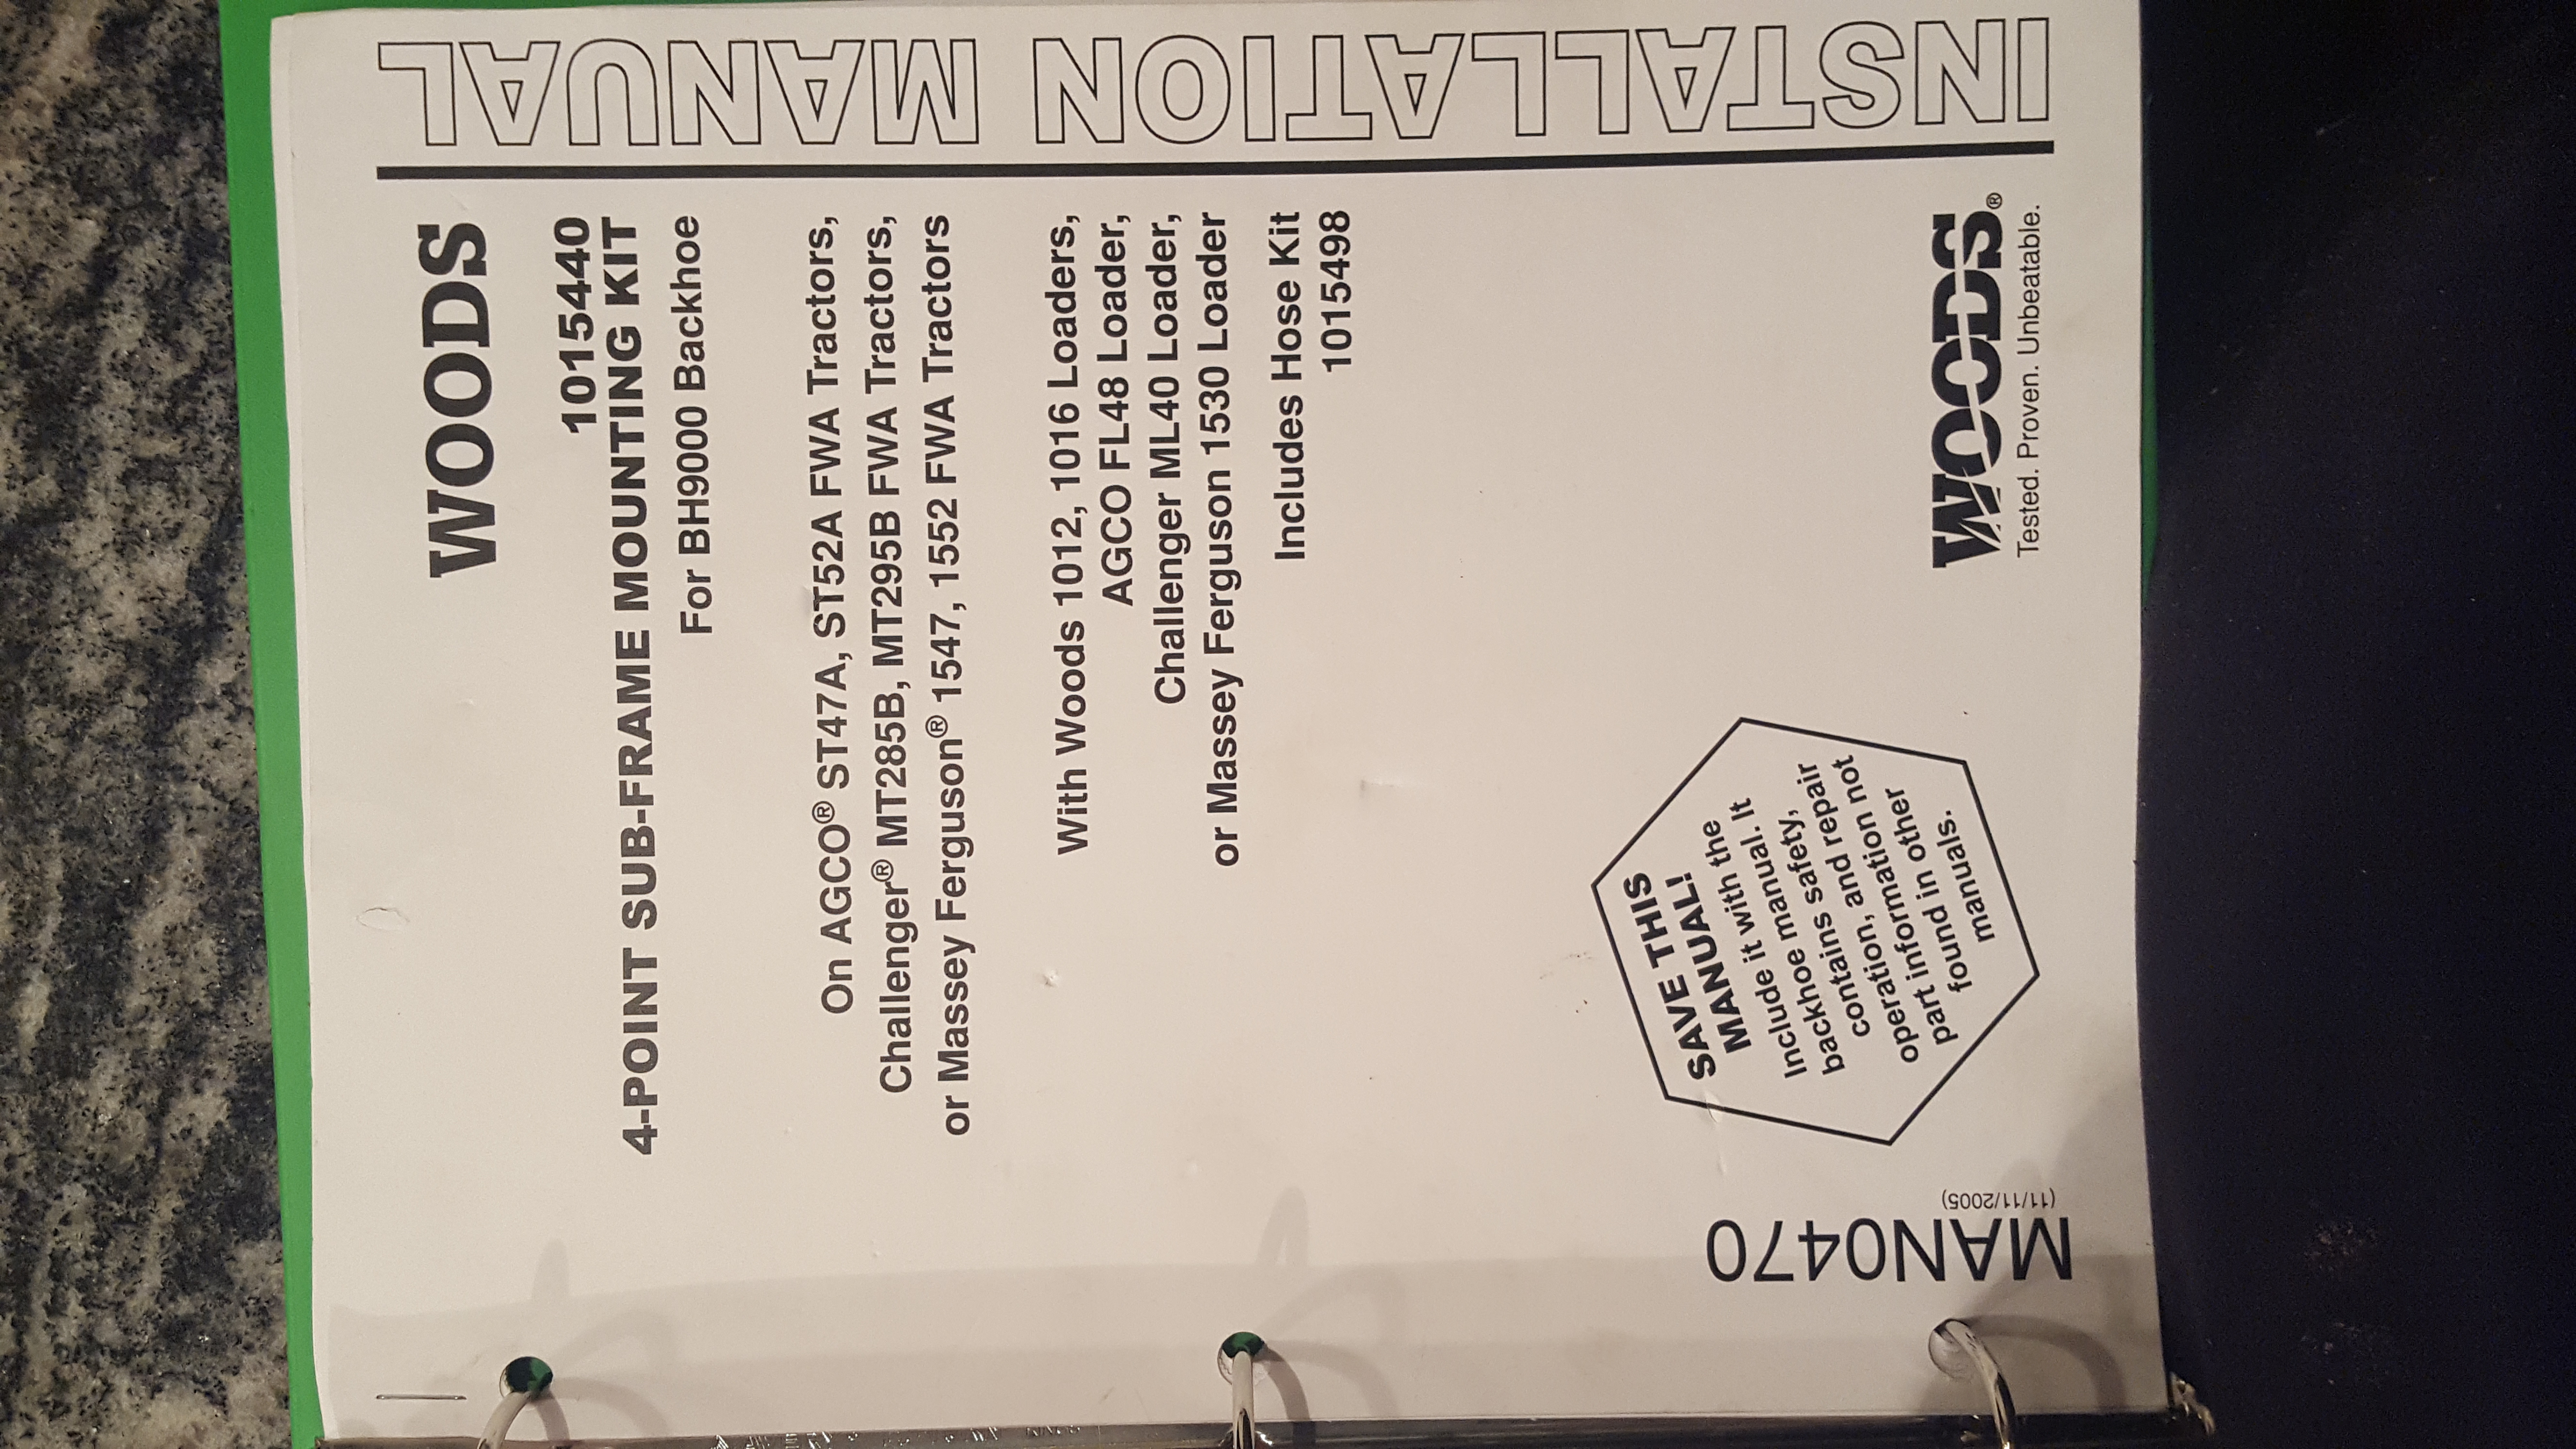 WOODS
1015440
4-POINT SUB-FRAME MOUNTING KIT
For BH9000 Backhoe
On AGCO® ST47A, ST52A FWA Tractors,
Challenger® MT285B, MT295B FWA Tractors,
or Massey Ferguson® 1547, 1552 FWA Tractors
With Woods 1012, 1016 Loaders,
AGCO FL48 Loader,
Challenger ML40 Loader,
or Massey Ferguson 1530 Loader
Includes Hose Kit
1015498
INSTALLATION MANUAL
SAVE THIS
MANUAL!
Include it with the
backhoe manual. It
contains safety,
operation, and repair
part information not
found in other
manuals.
MAN0470
(11/11/2005)
WOODS®
Tested. Proven. Unbeatable.